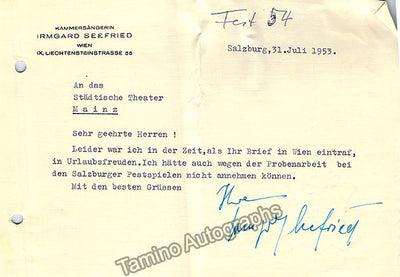 Fest 54
KAMMERSÄNGERIN
IRMGARD SEEFRIED
WIEN
IX, LIECHTENSTEINSTRASSE 55
Salzburg, 31. Juli 1953.
An das
Städtische Theater
Mainz
Sehr geehrte Herren !
Leider war ich in der Zeit,als Ihr Brief in Wien eintraf,
in Urlaubsfreuden.Ich hätte auch wegen der Probenarbeit bei
den Salzburger Festspielen nicht annehmen können.
Mit den besten Grüssen
Ihre
Irmgard Seefried
Tamino Autographs